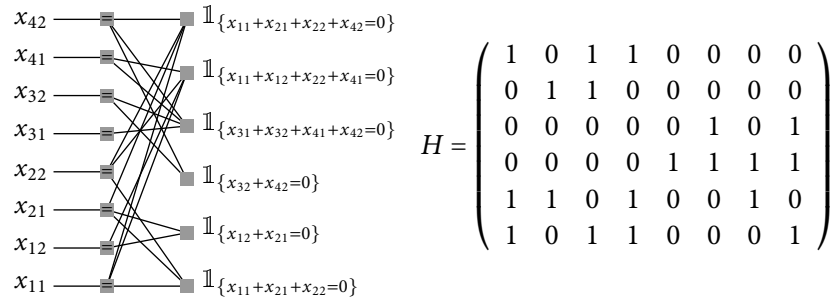 x₄₂ = 𝟙{x₁₁+x₂₁+x₂₂+x₄₂=0}
x₄₁ = 𝟙{x₁₁+x₁₂+x₂₂+x₄₁=0}
x₃₂ = 𝟙{x₃₁+x₃₂+x₄₁+x₄₂=0}
x₃₁ =
x₂₂ = 𝟙{x₃₂+x₄₂=0}
x₂₁ = 𝟙{x₁₂+x₂₁=0}
x₁₂ =
x₁₁ = 𝟙{x₁₁+x₂₁+x₂₂=0}
H =
1 0 1 1 0 0 0 0
0 1 1 0 0 0 0 0
0 0 0 0 0 1 0 1
0 0 0 0 1 1 1 1
1 1 0 1 0 0 1 0
1 0 1 1 0 0 0 1